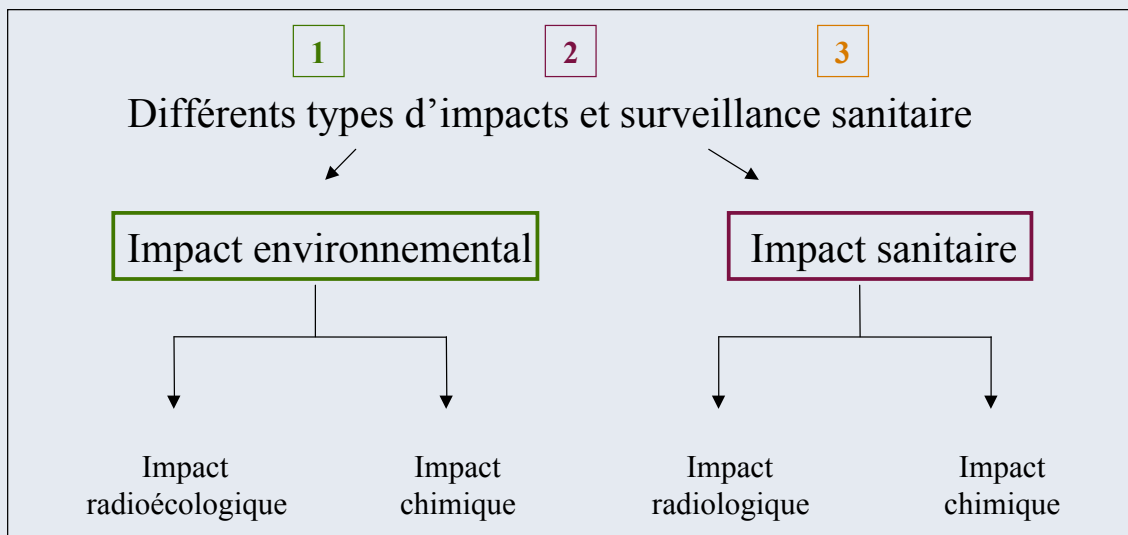 1 2 3
Différents types d’impacts et surveillance sanitaire
Impact environnemental
Impact sanitaire
Impact
radioécologique
Impact
chimique
Impact
radiologique
Impact
chimique